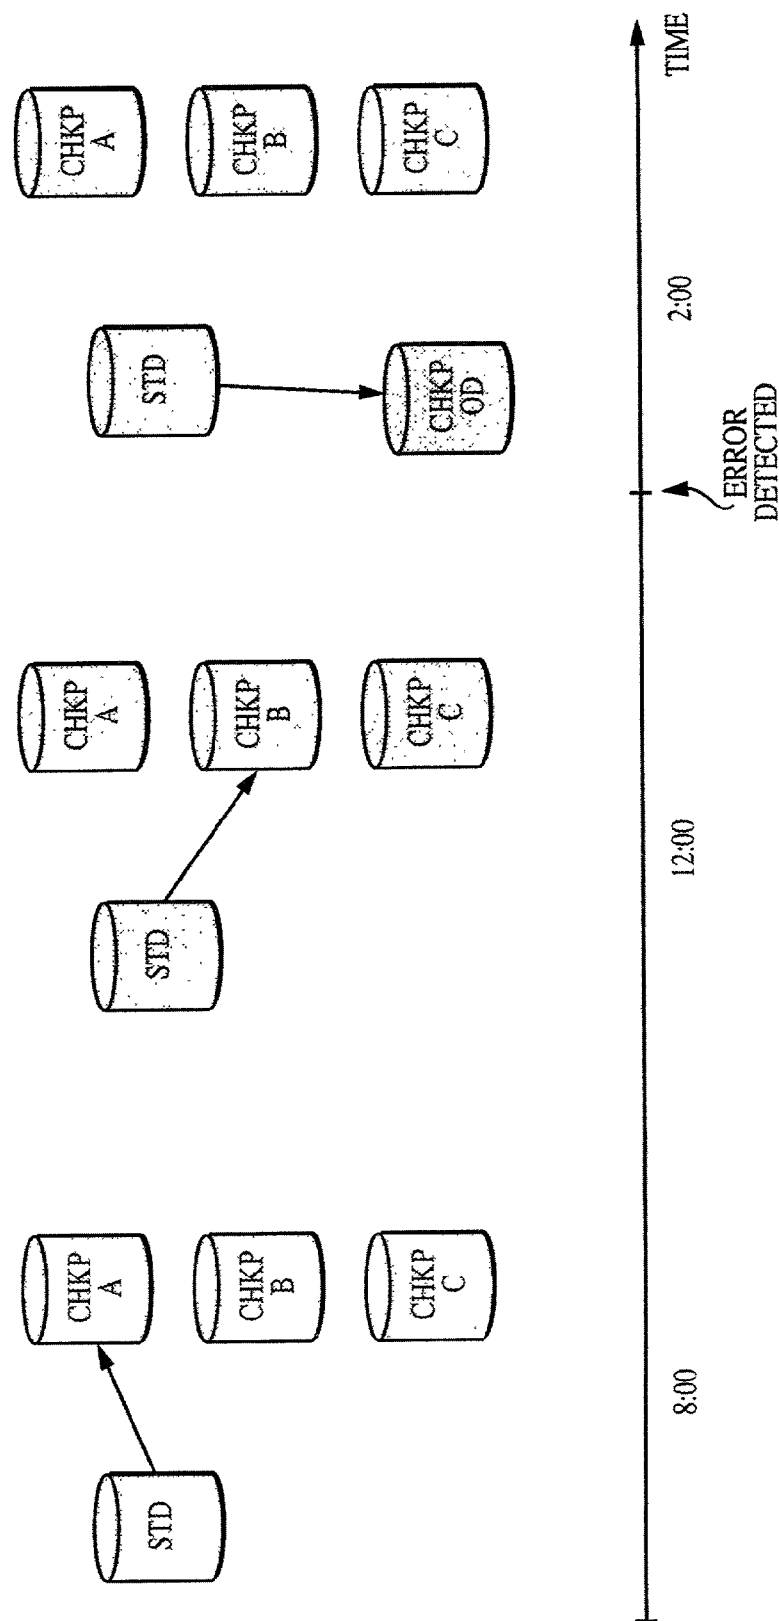 STD
CHKP
A
CHKP
B
CHKP
C
STD
CHKP
A
CHKP
B
CHKP
C
STD
CHKP
OD
CHKP
A
CHKP
B
CHKP
C
8:00
12:00
ERROR
DETECTED
2:00
TIME